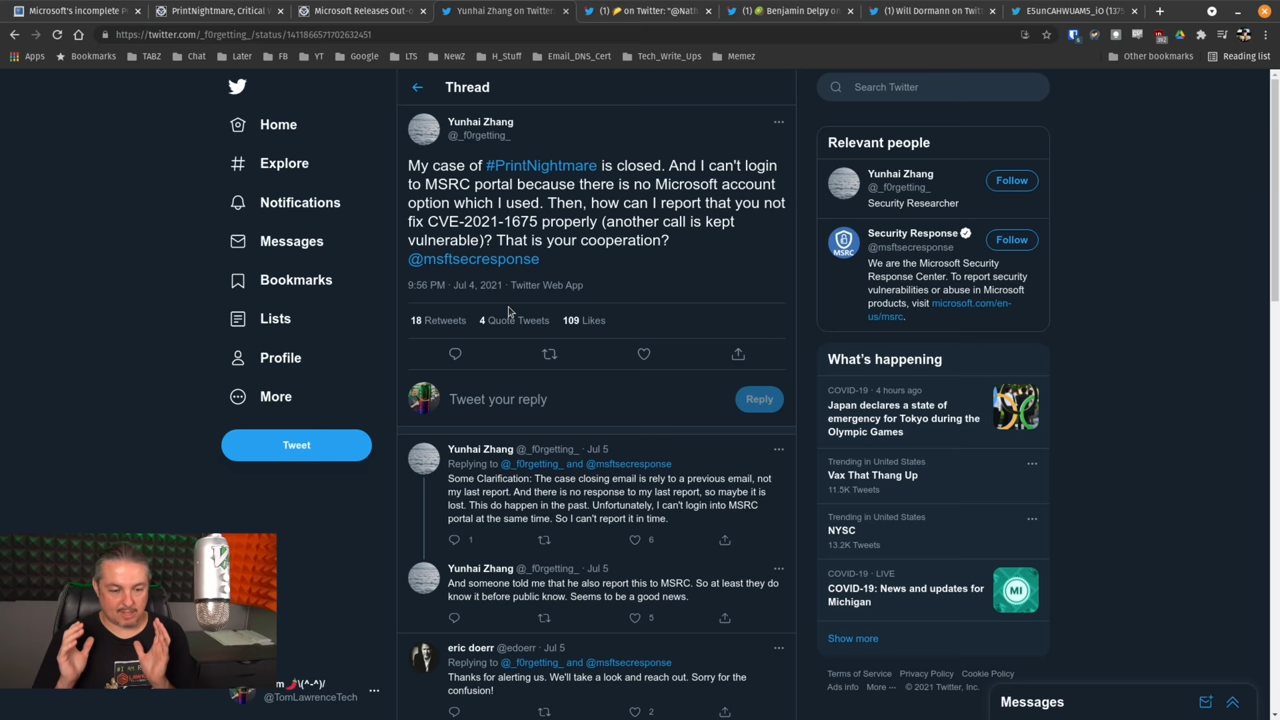 Microsoft's incomplete P
PrintNightmare, Critical W
Microsoft Releases Out-o
Yunhai Zhang on Twitter:
(1) 🌮 on Twitter: "@Nath
(1) 🥝 Benjamin Delpy on
(1) Will Dormann on Twitt
E5unCAHWUAM5_iO (137
https://twitter.com/_f0rgetting_/status/1411866571702632451
Apps
Bookmarks
TABZ
Chat
Later
FB
YT
Google
LTS
NewZ
H_Stuff
Email_DNS_Cert
Tech_Write_Ups
Memez
Other bookmarks
Reading list
Home
Explore
Notifications
Messages
Bookmarks
Lists
Profile
More
Tweet
m🌶️\(^-^)/
@TomLawrenceTech
Thread
Yunhai Zhang
@_f0rgetting_
My case of #PrintNightmare is closed. And I can't login
to MSRC portal because there is no Microsoft account
option which I used. Then, how can I report that you not
fix CVE-2021-1675 properly (another call is kept
vulnerable)? That is your cooperation?
@msftsecresponse
9:56 PM · Jul 4, 2021 · Twitter Web App
18 Retweets 4 Quote Tweets 109 Likes
Tweet your reply
Reply
Yunhai Zhang @_f0rgetting_ · Jul 5
Replying to @_f0rgetting_ and @msftsecresponse
Some Clarification: The case closing email is rely to a previous email, not
my last report. And there is no response to my last report, so maybe it is
lost. This do happen in the past. Unfortunately, I can't login into MSRC
portal at the same time. So I can't report it in time.
1 6
Yunhai Zhang @_f0rgetting_ · Jul 5
And someone told me that he also report this to MSRC. So at least they do
know it before public know. Seems to be a good news.
5
eric doerr @edoerr · Jul 5
Replying to @_f0rgetting_ and @msftsecresponse
Thanks for alerting us. We'll take a look and reach out. Sorry for the
confusion!
2
Search Twitter
Relevant people
Yunhai Zhang
@_f0rgetting_
Follow
Security Researcher
Security Response
@msftsecresponse
Follow
MSRC
We are the Microsoft Security
Response Center. To report security
vulnerabilities or abuse in Microsoft
products, visit microsoft.com/en-
us/msrc.
What's happening
COVID-19 · 4 hours ago
Japan declares a state of
emergency for Tokyo during the
Olympic Games
Trending in United States
Vax That Thang Up
11.5K Tweets
Trending in United States
NYSC
13.2K Tweets
COVID-19 · LIVE
COVID-19: News and updates for
Michigan
MI
Show more
Terms of Service Privacy Policy Cookie Policy
Ads info More ··· © 2021 Twitter, Inc.
Messages